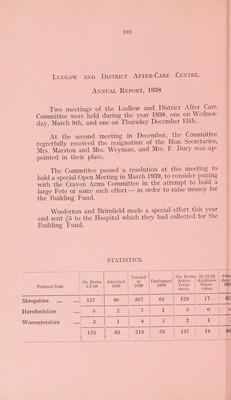 102
LUDLOW AND DISTRICT AFTER-CARE CENTRE.
ANNUAL REPORT, 1938
Two meetings of the Ludlow and District After Care
Committee were held during the year 1938, one on Wednes-
day, March 9th, and one on Thursday December 15th.
At the second meeting in December, the Committee
regretfully received the resignation of the Hon. Secretaries,
Mrs. Marston and Mrs. Weyman, and Mrs. F. Bury was ap-
pointed in their place.
The Committee passed a resolution at this meeting to
hold a special Open Meeting in March 1939, to consider joining
with the Craven Arms Committee in the attempt to hold a
large Fete or some such effort — in order to raise money for
the Building Fund.
Woolerton and Brimfield made a special effort this year
and sent £5 to the Hospital which they had collected for the
Building Fund.
STATISTICS.
Patients from On Books 1/1/38 Admitted 1938 Treated in 1938 Discharged 1938 On Books, 31/12/38 Active Treatment. Appliance Supervision
Shropshire 127 80 207 61 129 17
Herefordshire 5 2 7 1 6 0
Worcestershire 3 1 4 1 2 1
135 83 218 63 137 18